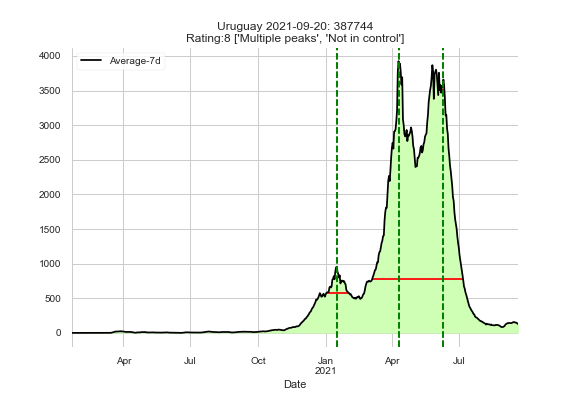 Uruguay 2021-09-20: 387744
Rating:8 ['Multiple peaks', 'Not in control']
Average-7d
4000
3500
3000
2500
2000
1500
1000
500
0
Apr Jul Oct Jan Apr Jul
2021
Date